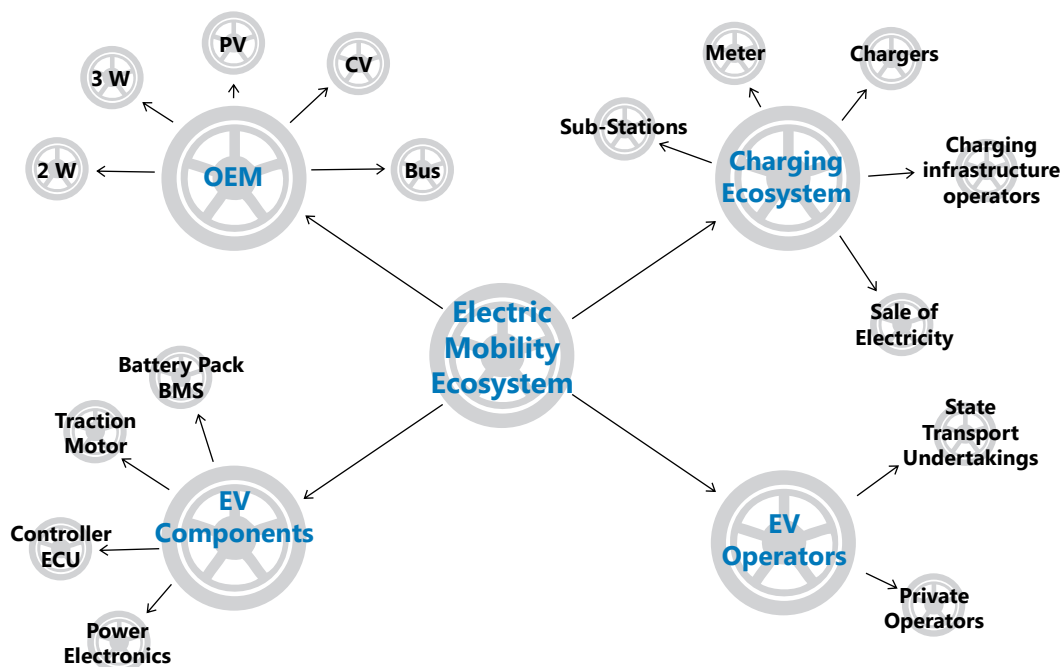 PV
CV
3 W
2 W
OEM
Bus
Meter
Chargers
Sub-Stations
Charging
Ecosystem
Charging
infrastructure
operators
Sale of
Electricity
Electric
Mobility
Ecosystem
Battery Pack
BMS
Traction
Motor
EV
Components
Controller
ECU
Power
Electronics
State
Transport
Undertakings
EV
Operators
Private
Operators